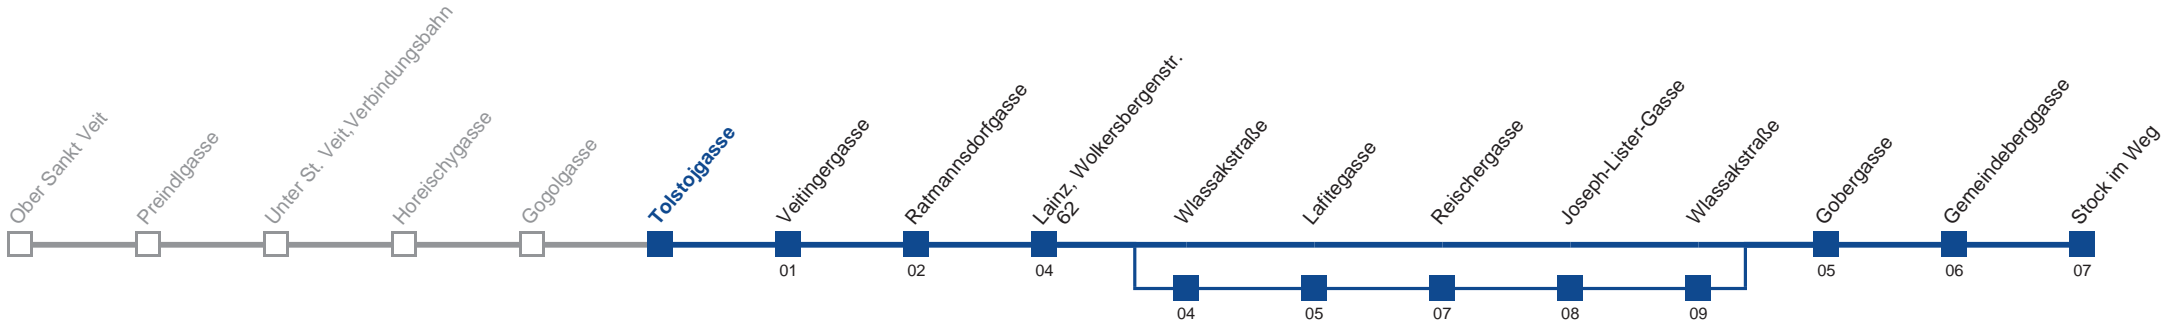 Ober Sankt Veit
Preindlgasse
Unter St. Veit,Verbindungsbahn
Horeischygasse
Gogolgasse
Tolstojgasse
Veitingergasse
Ratmannsdorfgasse
Lainz, Wolkersbergenstr.
62
Wlassakstraße
Lafitegasse
Reischergasse
Joseph-Lister-Gasse
Wlassakstraße
Gobergasse
Gemeindeberggasse
Stock im Weg
01
02
04
05
06
07
04
05
07
08
09